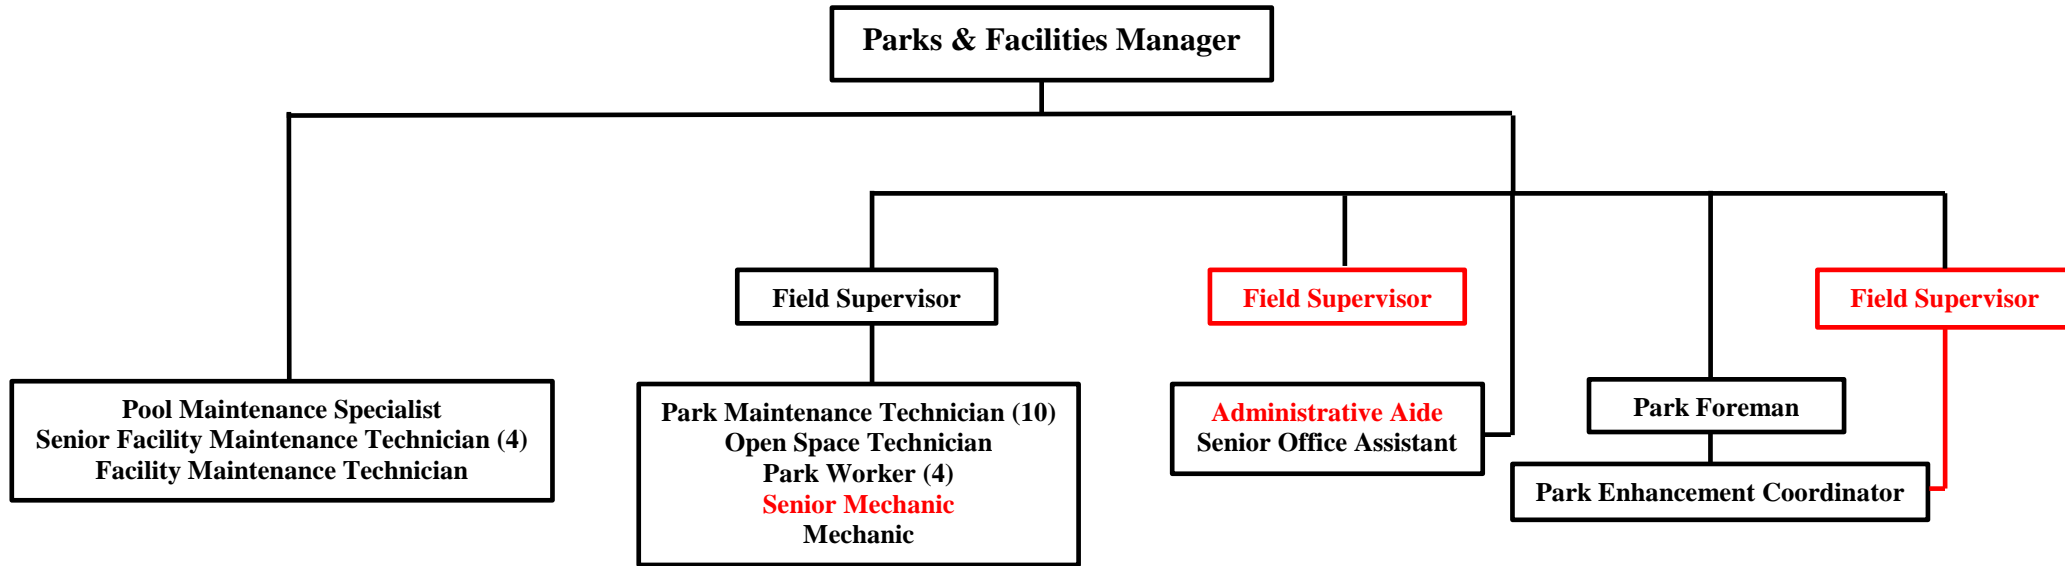 Parks & Facilities Manager
Field Supervisor
Field Supervisor
Field Supervisor
Pool Maintenance Specialist
Senior Facility Maintenance Technician (4)
Facility Maintenance Technician
Park Maintenance Technician (10)
Open Space Technician
Park Worker (4)
Senior Mechanic
Mechanic
Administrative Aide
Senior Office Assistant
Park Foreman
Park Enhancement Coordinator